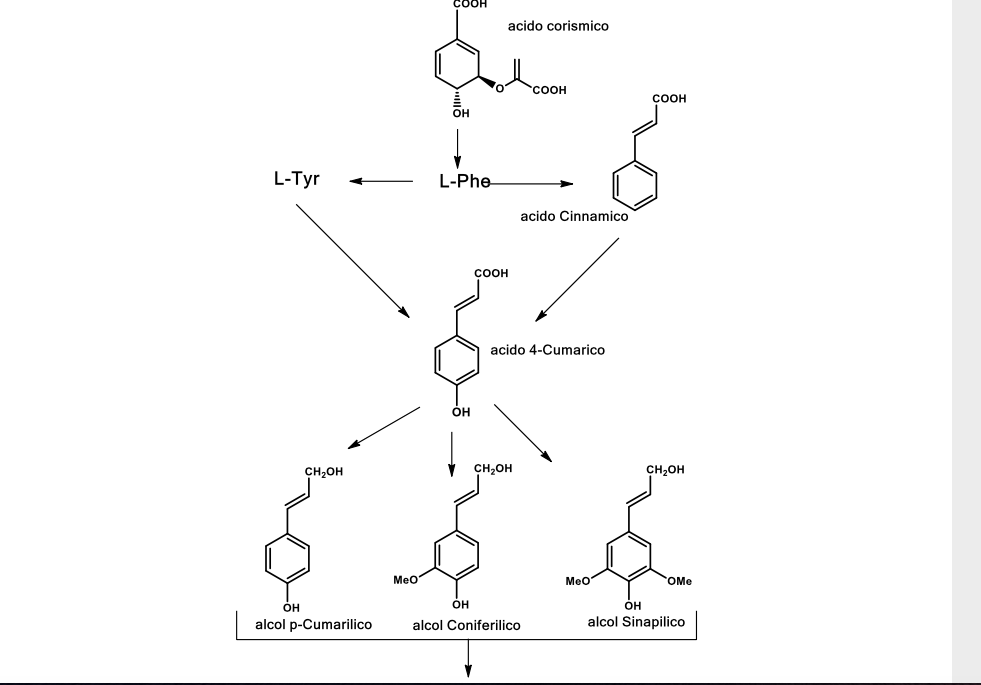 COOH
acido corismico
O
COOH
OH
COOH
L-Tyr
L-Phe
acido Cinnamico
COOH
acido 4-Cumarico
OH
CH₂OH
CH₂OH
CH₂OH
MeO
MeO
OMe
OH
OH
OH
alcol p-Cumarilico
alcol Coniferilico
alcol Sinapilico